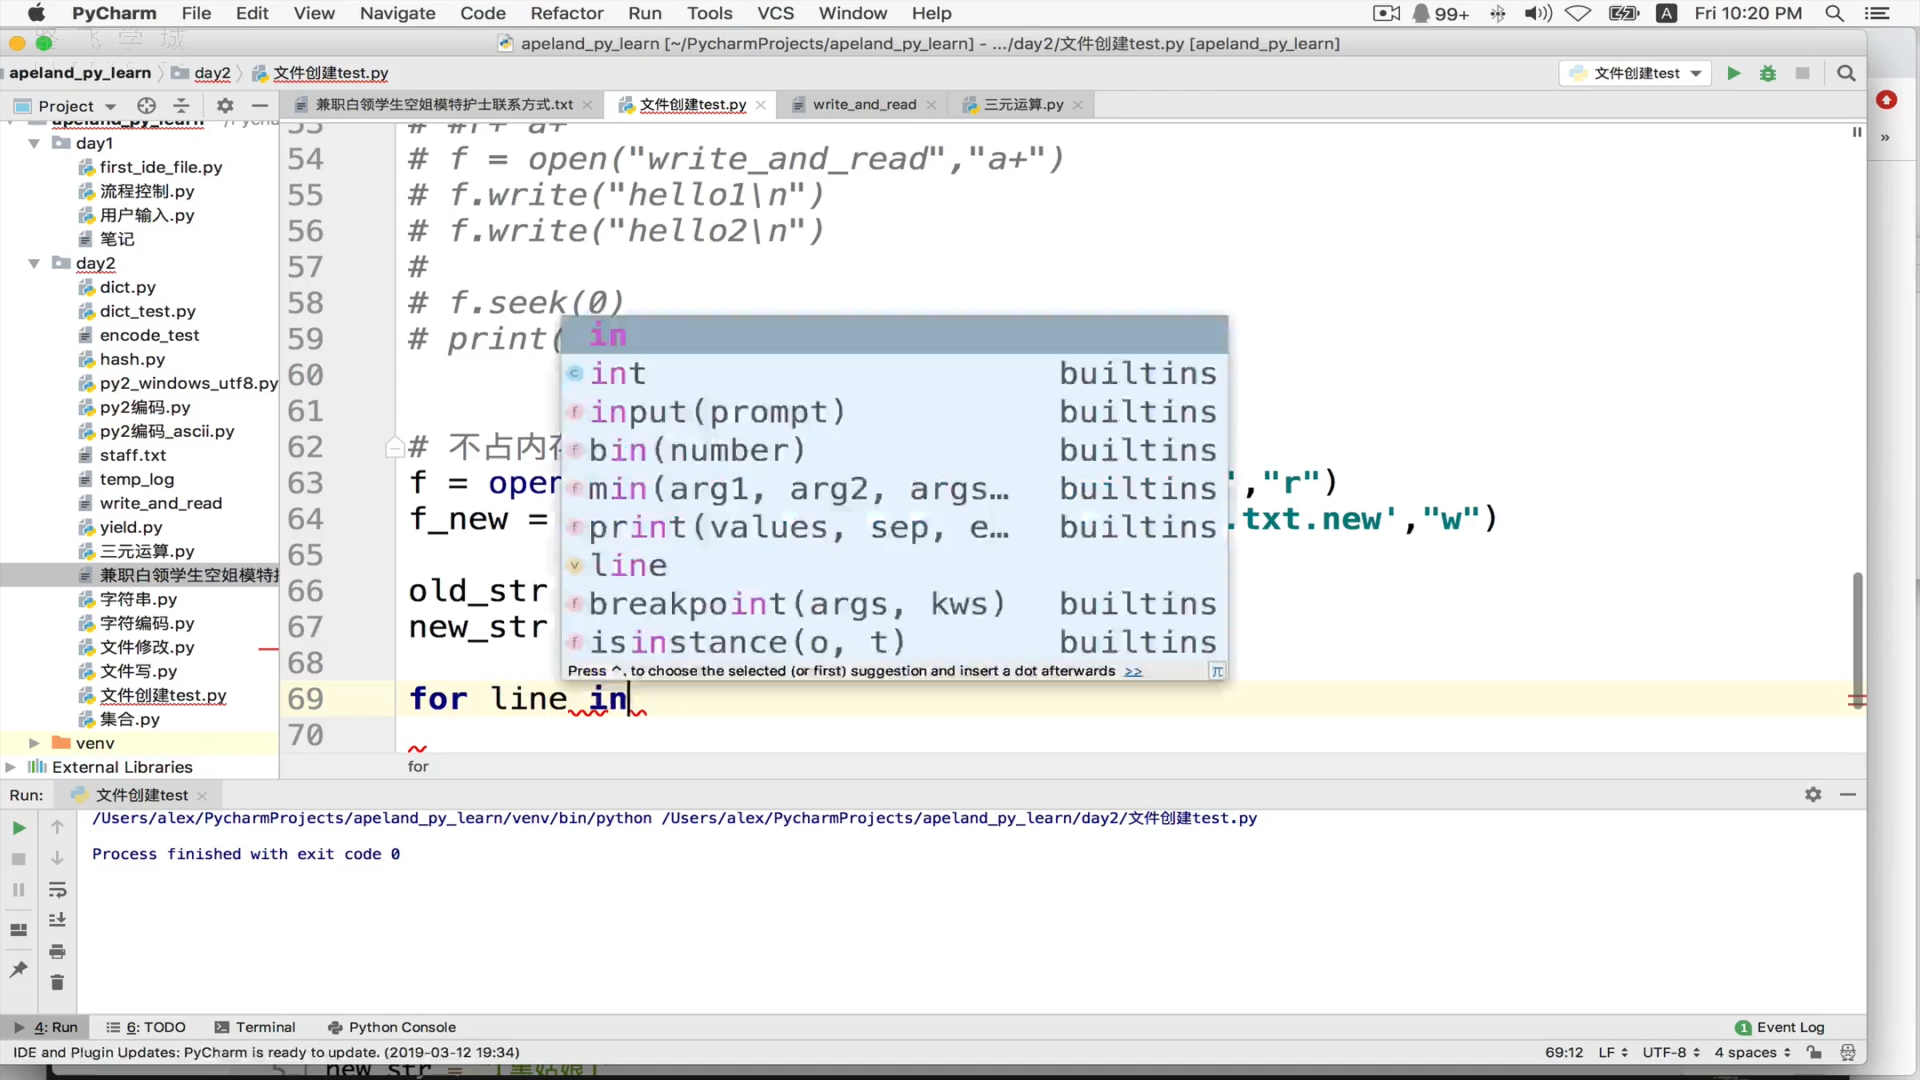 PyCharm File Edit View Navigate Code Refactor Run Tools VCS Window Help 99+ A Fri 10:20 PM
apeland_py_learn [~/PycharmProjects/apeland_py_learn] - .../day2/文件创建test.py [apeland_py_learn]
apeland_py_learn day2 文件创建test.py 文件创建test
Project 兼职白领学生空姐模特护士联系方式.txt 文件创建test.py write_and_read 三元运算.py
apeland_py_learn
day1
first_ide_file.py
流程控制.py
用户输入.py
笔记
day2
dict.py
dict_test.py
encode_test
hash.py
py2_windows_utf8.py
py2编码.py
py2编码_ascii.py
staff.txt
temp_log
write_and_read
yield.py
三元运算.py
兼职白领学生空姐模特护
字符串.py
字符编码.py
文件修改.py
文件写.py
文件创建test.py
集合.py
venv
External Libraries
53 # #r+ a+
54 # f = open("write_and_read","a+")
55 # f.write("hello1\n")
56 # f.write("hello2\n")
57 #
58 # f.seek(0)
59 # print(
60
61
62 # 不占内存
63 f = open ,"r")
64 f_new = .txt.new',"w")
65
66 old_str
67 new_str
68
69 for line in
70
in
int builtins
input(prompt) builtins
bin(number) builtins
min(arg1, arg2, args… builtins
print(values, sep, e… builtins
line
breakpoint(args, kws) builtins
isinstance(o, t) builtins
Press ^. to choose the selected (or first) suggestion and insert a dot afterwards >> π
for
Run: 文件创建test
/Users/alex/PycharmProjects/apeland_py_learn/venv/bin/python /Users/alex/PycharmProjects/apeland_py_learn/day2/文件创建test.py
Process finished with exit code 0
4: Run 6: TODO Terminal Python Console 1 Event Log
IDE and Plugin Updates: PyCharm is ready to update. (2019-03-12 19:34) 69:12 LF UTF-8 4 spaces